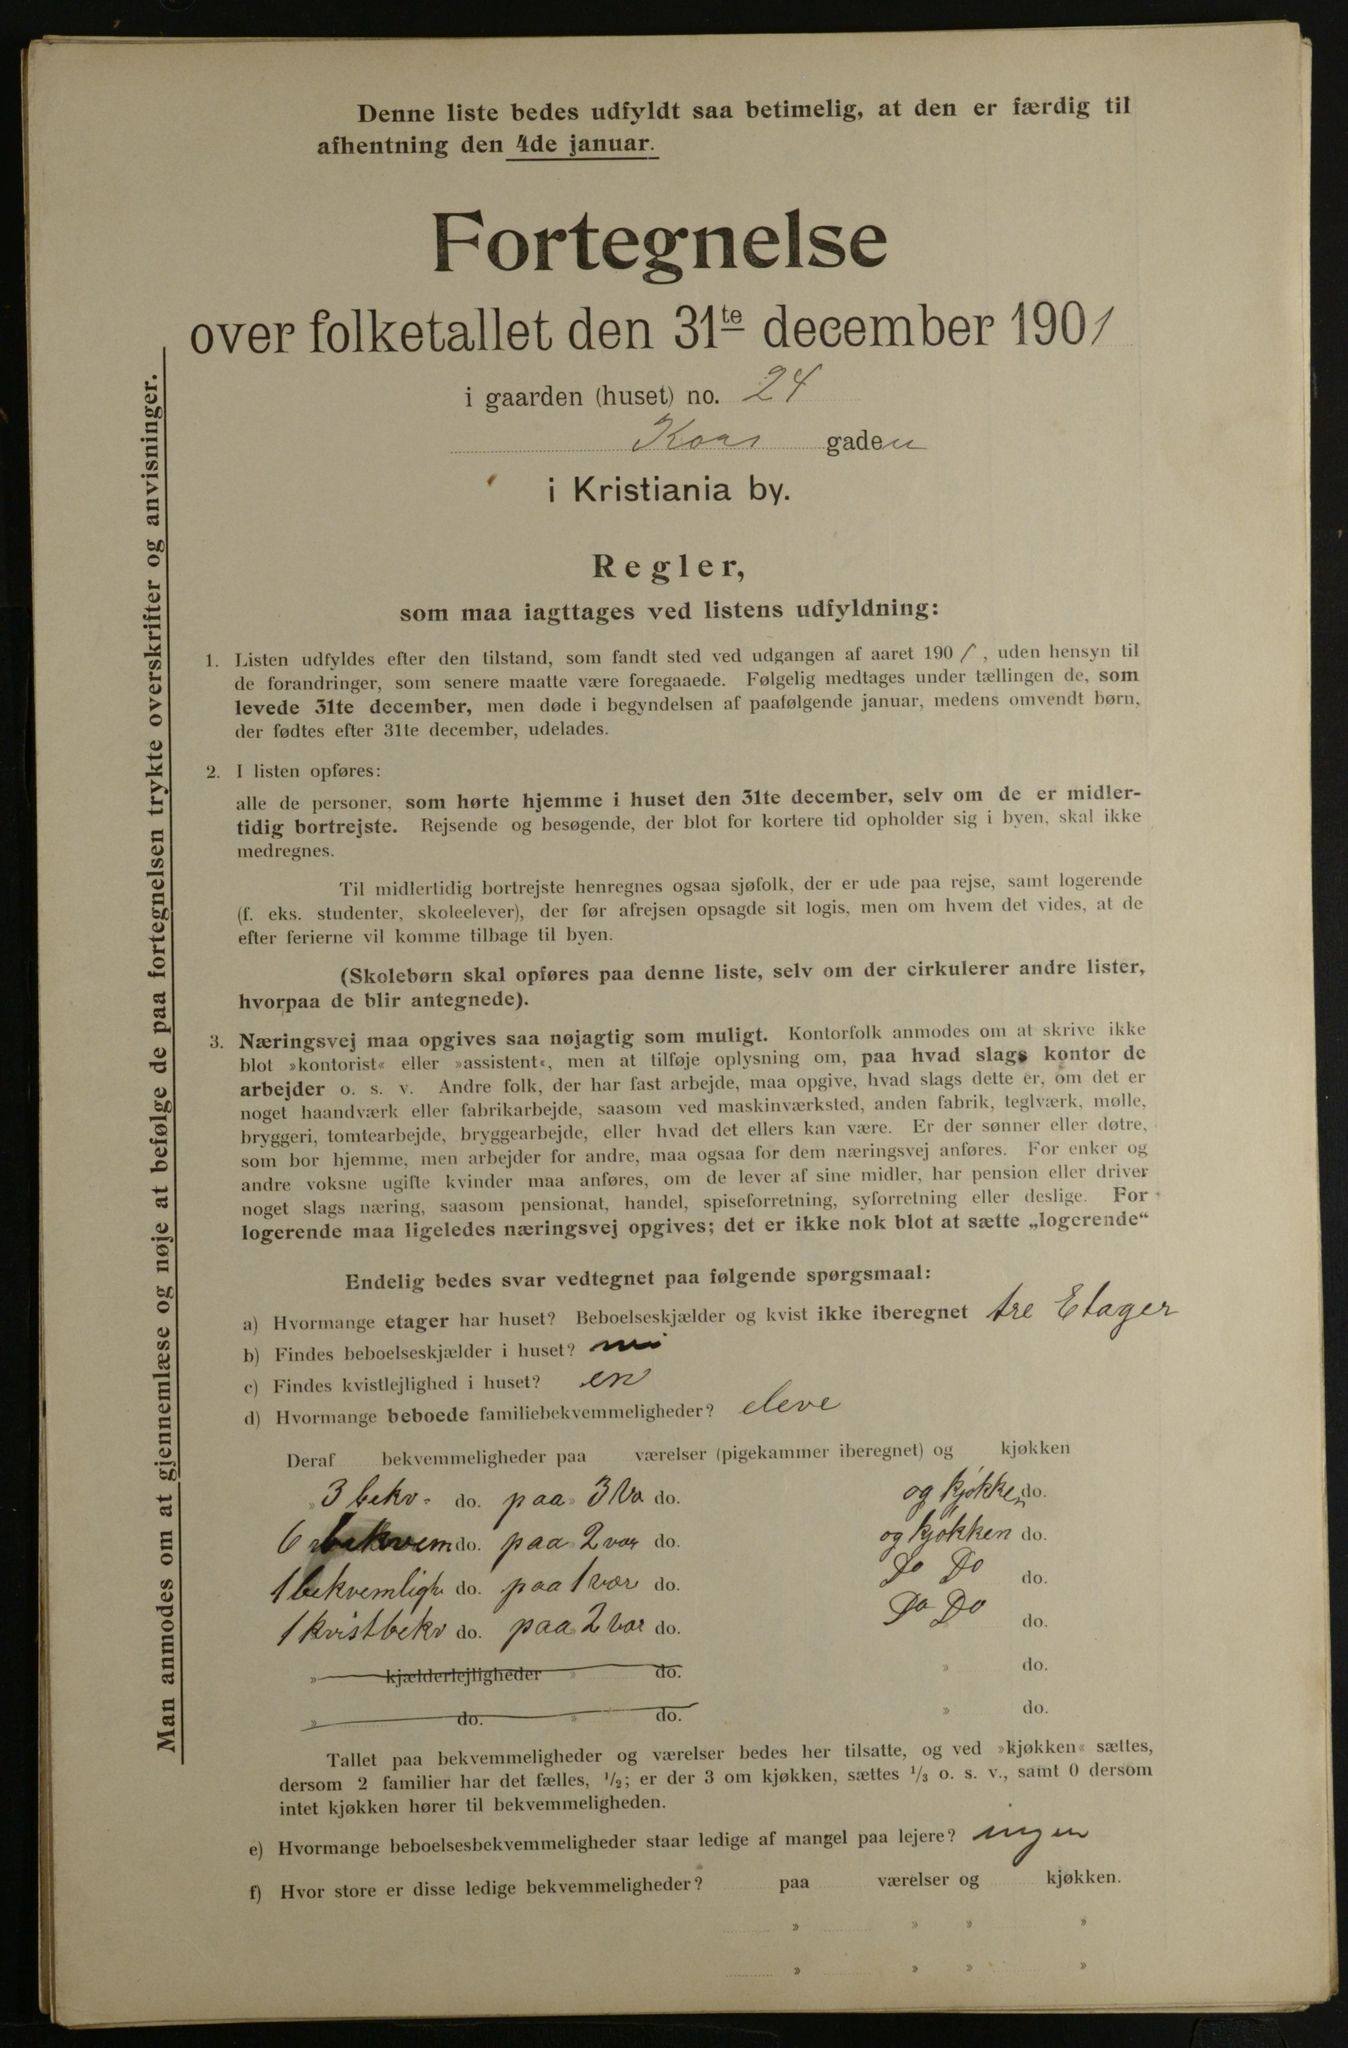 Denne liste bedes udfyldt saa betimelig, at den er færdig til
afhentning den 4de januar.
Fortegnelse
over folketallet den 31te december 1901
i gaarden (huset) no. 24
gaden
i Kristiania by.
Regler,
som maa iagttages ved listens udfyldning:
1. Listen udfyldes efter den tilstand, som fandt sted ved udgangen af aaret 190 1, uden hensyn til
de forandringer, som senere maatte være foregaaede. Følgelig medtages under tællingen de, som
levede 31te december, men døde i begyndelsen af paafølgende januar, medens omvendt børn,
der fødtes efter 31te december, udelades.
2. I listen opføres:
alle de personer, som hørte hjemme i huset den 31te december, selv om de er midler-
tidig bortrejste. Rejsende og besøgende, der blot for kortere tid opholder sig i byen, skal ikke
medregnes.
Til midlertidig bortrejste henregnes ogsaa sjøfolk, der er ude paa rejse, samt logerende
(f. eks. studenter, skoleelever), der før afrejsen opsagde sit logis, men om hvem det vides, at de
efter ferierne vil komme tilbage til byen.
(Skolebørn skal opføres paa denne liste, selv om der cirkulerer andre lister,
hvorpaa de blir antegnede).
3. Næringsvej maa opgives saa nøjagtig som muligt. Kontorfolk anmodes om at skrive ikke
blot »kontorist« eller »assistent«, men at tilføje oplysning om, paa hvad slags kontor de
arbejder o. s. v. Andre folk, der har fast arbejde, maa opgive, hvad slags dette er, om det er
noget haandværk eller fabrikarbejde, saasom ved maskinværksted, anden fabrik, teglværk, mølle,
bryggeri, tomtearbejde, bryggearbejde, eller hvad det ellers kan være. Er der sønner eller døtre,
som bor hjemme, men arbejder for andre, maa ogsaa for dem næringsvej anføres. For enker og
andre voksne ugifte kvinder maa anføres, om de lever af sine midler, har pension eller driver
noget slags næring, saasom pensionat, handel, spiseforretning, syforretning eller deslige. For
logerende maa ligeledes næringsvej opgives; det er ikke nok blot at sætte „logerende“
Endelig bedes svar vedtegnet paa følgende spørgsmaal:
a) Hvormange etager har huset? Beboelseskjælder og kvist ikke iberegnet tre Etager
b) Findes beboelseskjælder i huset?
c) Findes kvistlejlighed i huset? en
d) Hvormange beboede familiebekvemmeligheder? eleve
Deraf bekvemmeligheder paa værelser (pigekammer iberegnet) og kjøkken
» 3 bekv. do. paa » 3 Va do. og kjøkken do.
6 bekvem do. paa 2 vær do. og kjøkken do.
1 bekvemligh do. paa 1 vær do. Do Do do.
1 kvistbekv do. paa 2 vær do. Do Do do.
» kjælderlejligheder » do. » do.
» do. » do. » do.
Tallet paa bekvemmeligheder og værelser bedes her tilsatte, og ved »kjøkken« sættes,
dersom 2 familier har det fælles, 1/2; er der 3 om kjøkken, sættes 1/3 o. s. v., samt 0 dersom
intet kjøkken hører til bekvemmeligheden.
e) Hvormange beboelsesbekvemmeligheder staar ledige af mangel paa lejere? ingen
f) Hvor store er disse ledige bekvemmeligheder? paa værelser og kjøkken.
» » » »
» » » »
Man anmodes om at gjennemlæse og nøje at befølge de paa fortegnelsen trykte overskrifter og anvisninger.